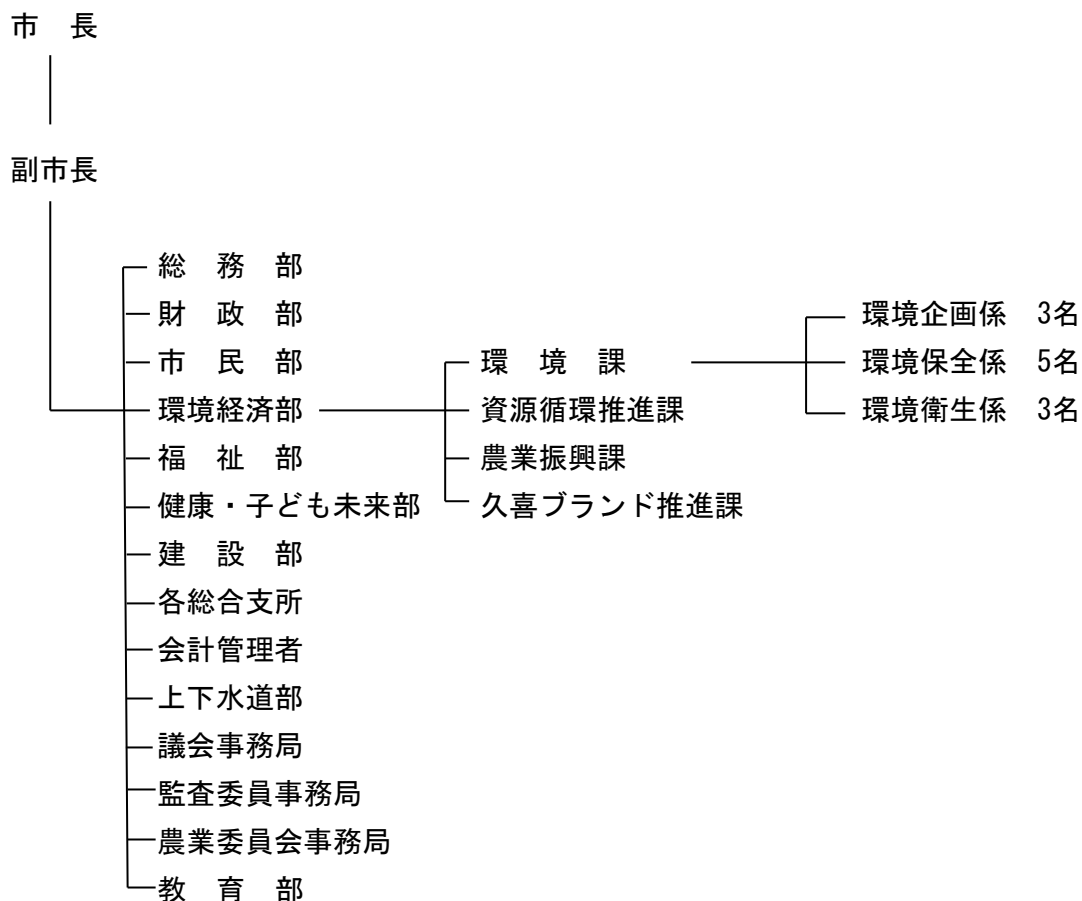 市　長
副市長
総　務　部
財　政　部
環境企画係　3名
市　民　部
環　境　課
環境保全係　5名
環境経済部
資源循環推進課
環境衛生係　3名
福　祉　部
農業振興課
健康・子ども未来部
久喜ブランド推進課
建　設　部
各総合支所
会計管理者
上下水道部
議会事務局
監査委員事務局
農業委員会事務局
教　育　部